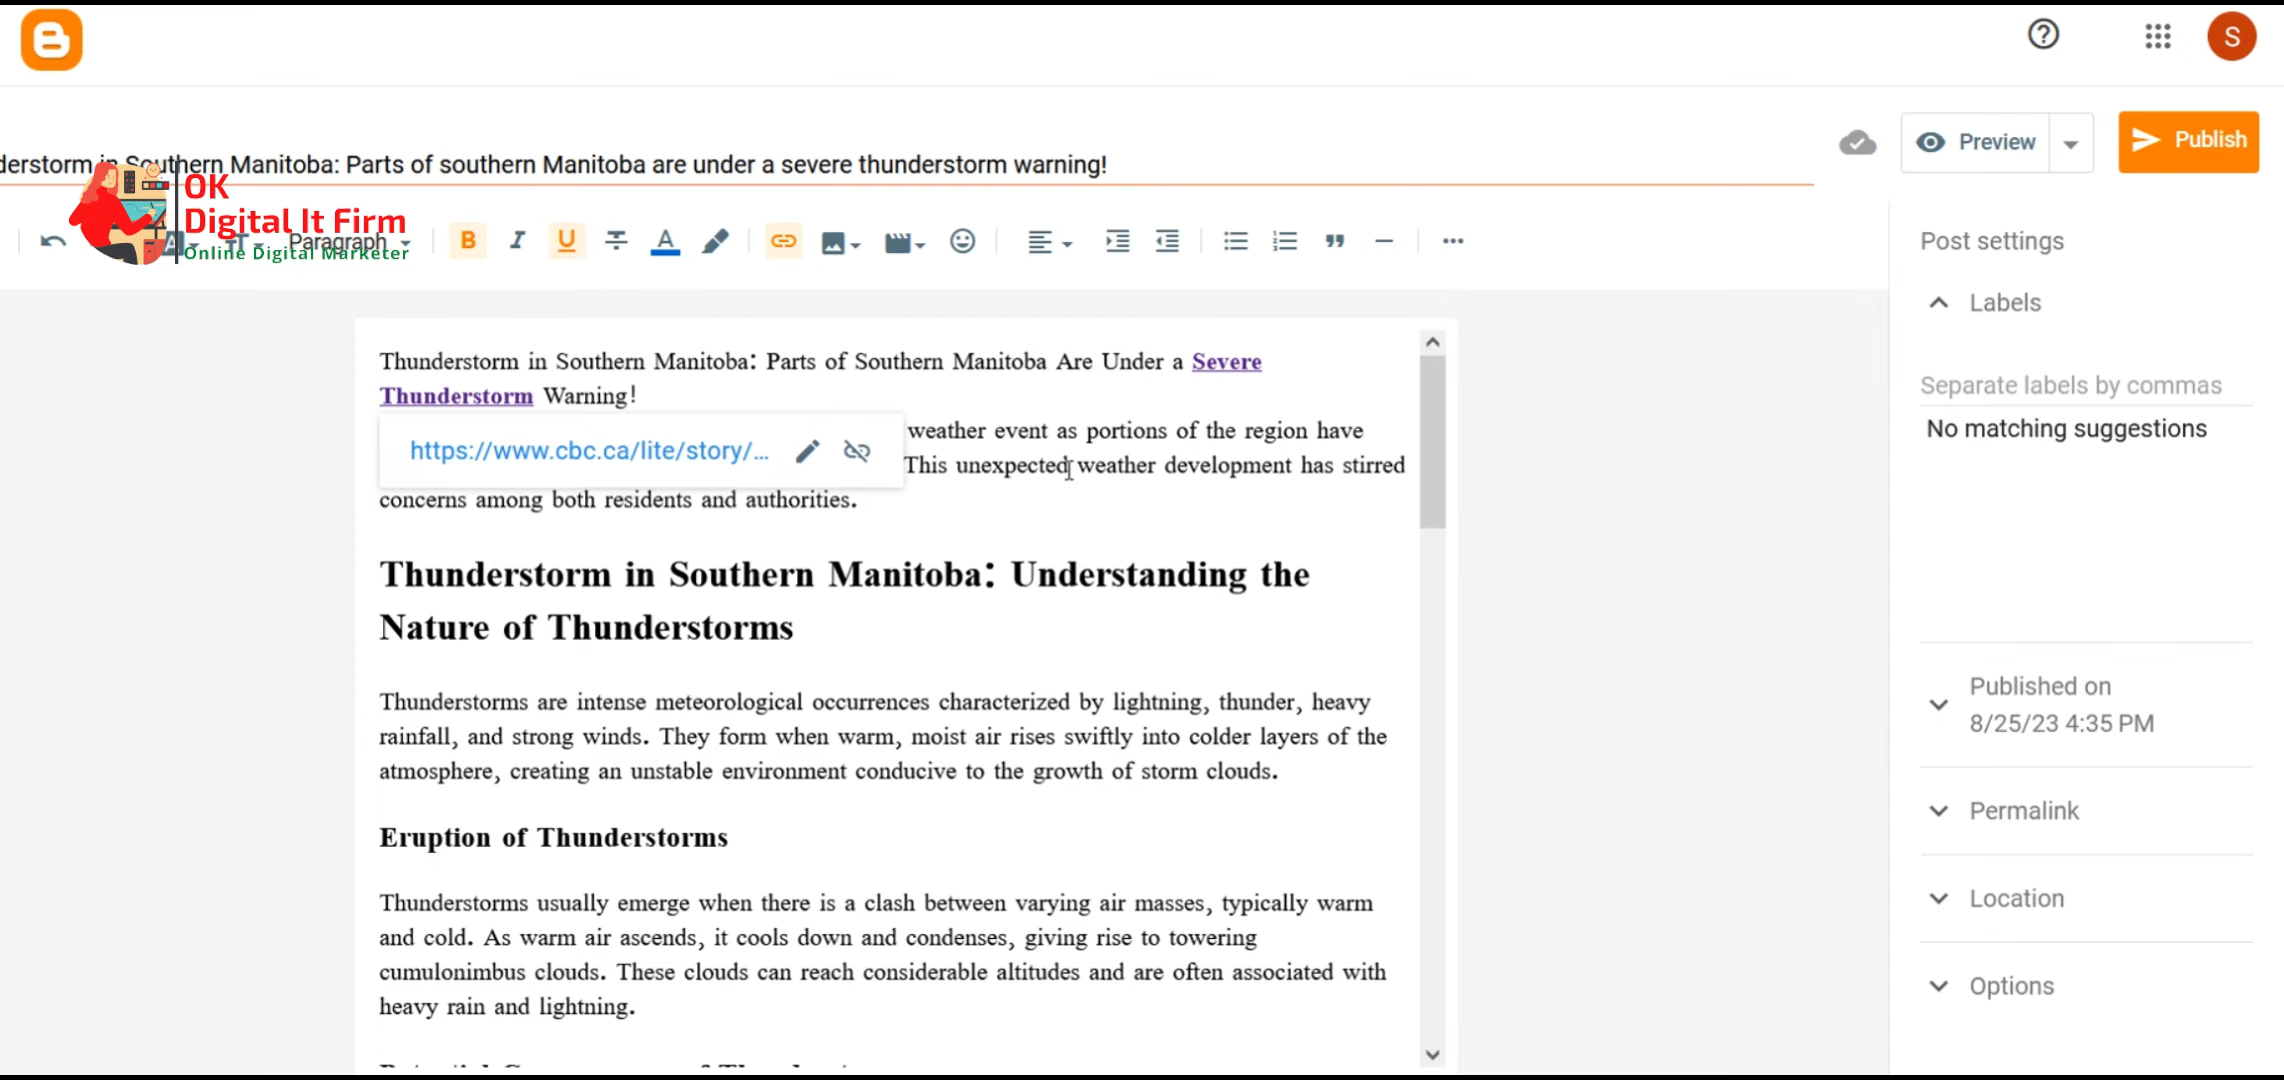 S
derstorm in Southern Manitoba: Parts of southern Manitoba are under a severe thunderstorm warning!
Preview
Publish
OK
Digital It Firm
Online Digital Marketer
Paragraph
B I U A
Post settings
Labels
Separate labels by commas
No matching suggestions
Published on
8/25/23 4:35 PM
Permalink
Location
Options
Thunderstorm in Southern Manitoba: Parts of Southern Manitoba Are Under a Severe
Thunderstorm Warning!
weather event as portions of the region have
https://www.cbc.ca/lite/story/...
This unexpected weather development has stirred
concerns among both residents and authorities.
Thunderstorm in Southern Manitoba: Understanding the
Nature of Thunderstorms
Thunderstorms are intense meteorological occurrences characterized by lightning, thunder, heavy
rainfall, and strong winds. They form when warm, moist air rises swiftly into colder layers of the
atmosphere, creating an unstable environment conducive to the growth of storm clouds.
Eruption of Thunderstorms
Thunderstorms usually emerge when there is a clash between varying air masses, typically warm
and cold. As warm air ascends, it cools down and condenses, giving rise to towering
cumulonimbus clouds. These clouds can reach considerable altitudes and are often associated with
heavy rain and lightning.